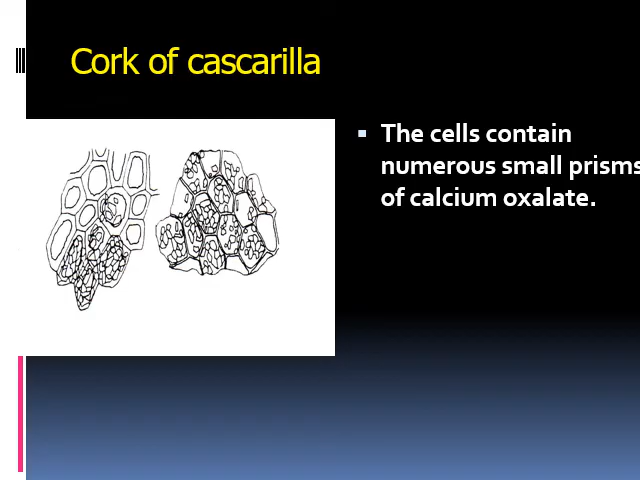 Cork of cascarilla
The cells contain
numerous small prisms
of calcium oxalate.